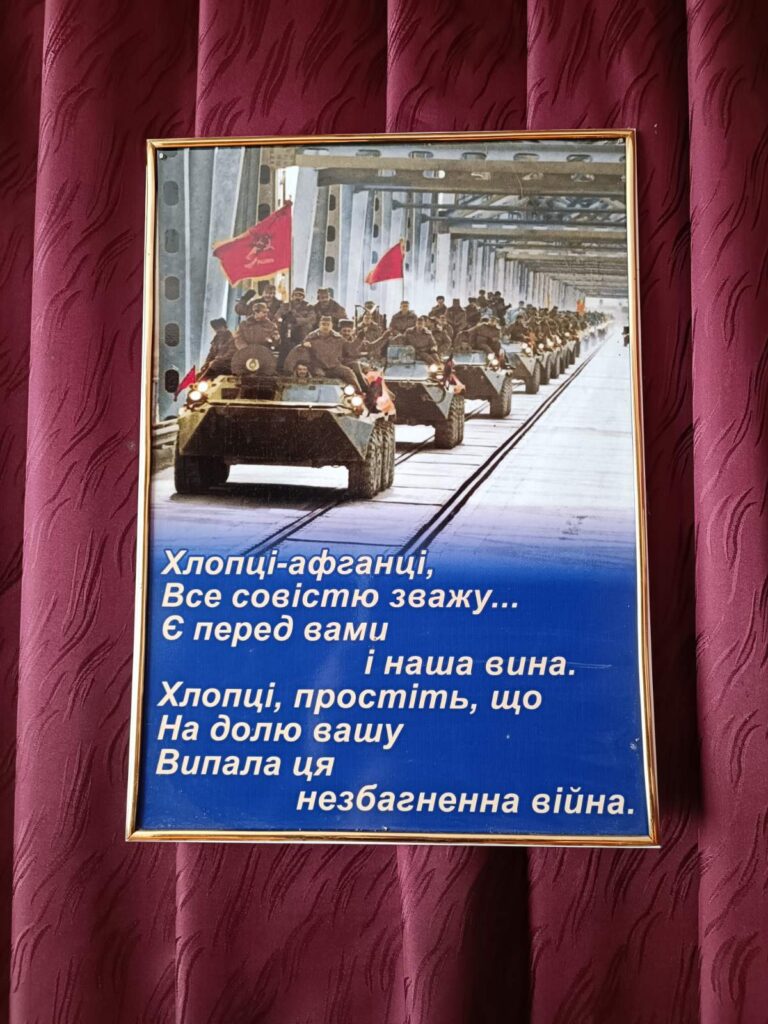 Хлопці-афганці,
Все совістю зважу...
Є перед вами
і наша вина.
Хлопці, простіть, що
На долю вашу
Випала ця
незбагненна війна.